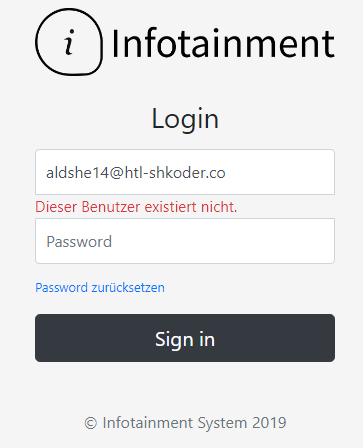 i Infotainment
Login
aldshe14@htl-shkoder.co
Dieser Benutzer existiert nicht.
Password
Password zurücksetzen
Sign in
© Infotainment System 2019